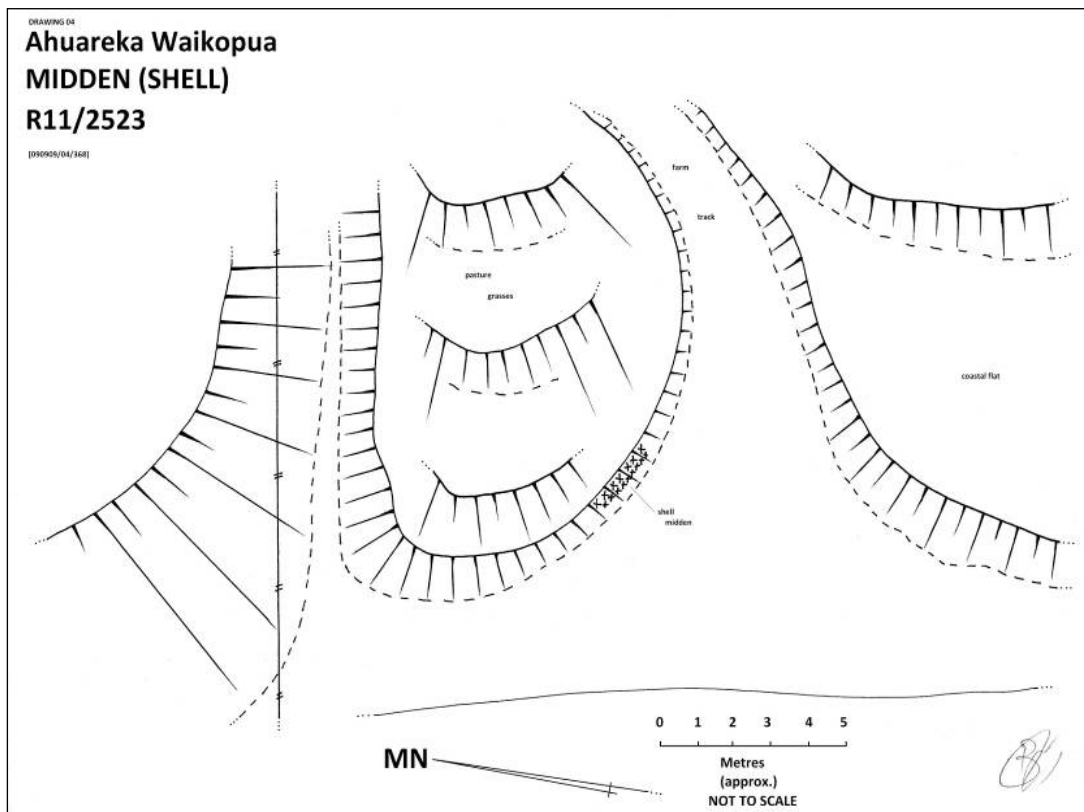 DRAWING 04
Ahuareka Waikopua
MIDDEN (SHELL)
R11/2523
[090909/04/368]
farm
track
pasture
grasses
coastal flat
shell
midden
0 1 2 3 4 5
MN
Metres
(approx.)
NOT TO SCALE